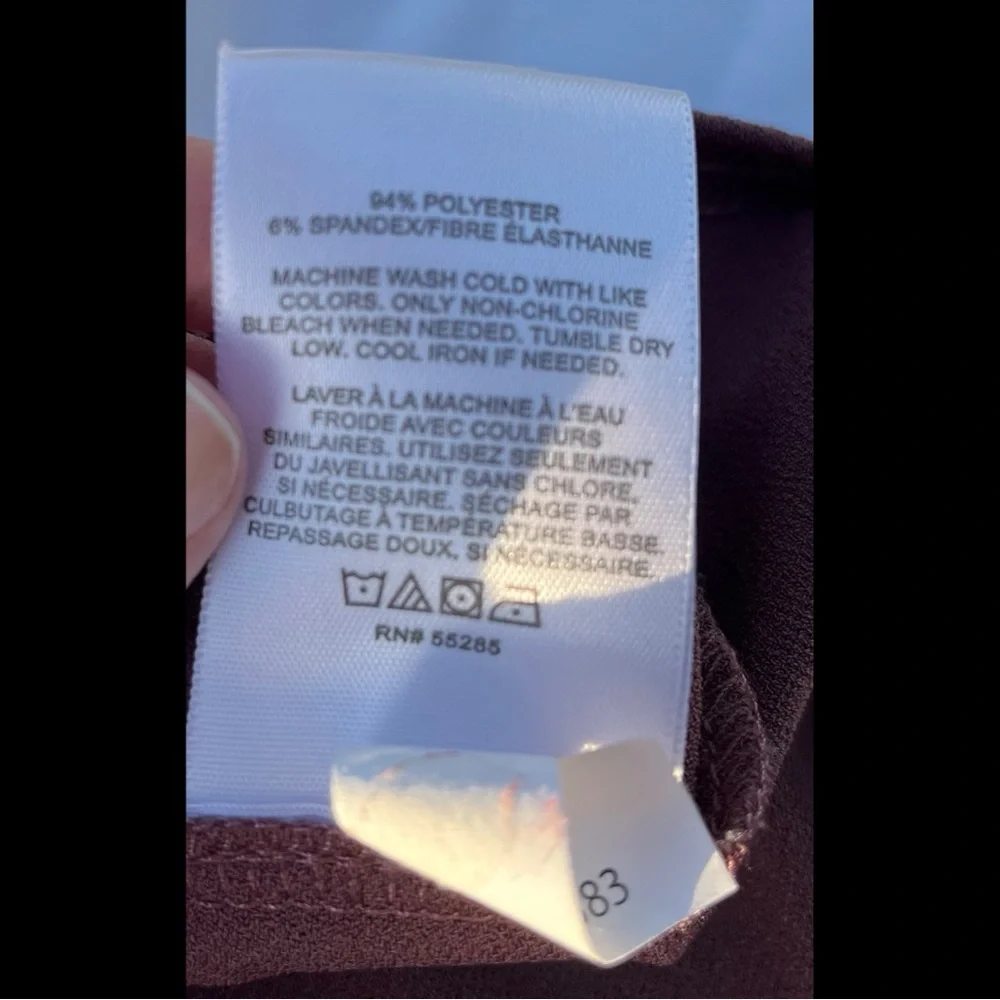 94% POLYESTER
6% SPANDEX/FIBRE ÉLASTHANNE
MACHINE WASH COLD WITH LIKE
COLORS. ONLY NON-CHLORINE
BLEACH WHEN NEEDED. TUMBLE DRY
LOW. COOL IRON IF NEEDED.
LAVER À LA MACHINE À L'EAU
FROIDE AVEC COULEURS
SIMILAIRES. UTILISEZ SEULEMENT
DU JAVELLISANT SANS CHLORE,
SI NÉCESSAIRE. SÉCHAGE PAR
CULBUTAGE À TEMPÉRATURE BASSE.
REPASSAGE DOUX, SI NÉCESSAIRE.
RN# 55285
83